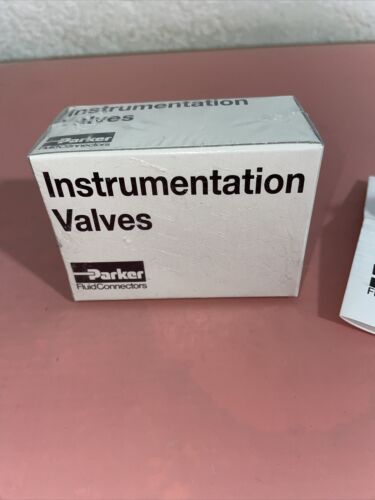 Instrumentation
Valves
Parker
FluidConnectors
Instrumentation
Valves
Parker
FluidConnectors